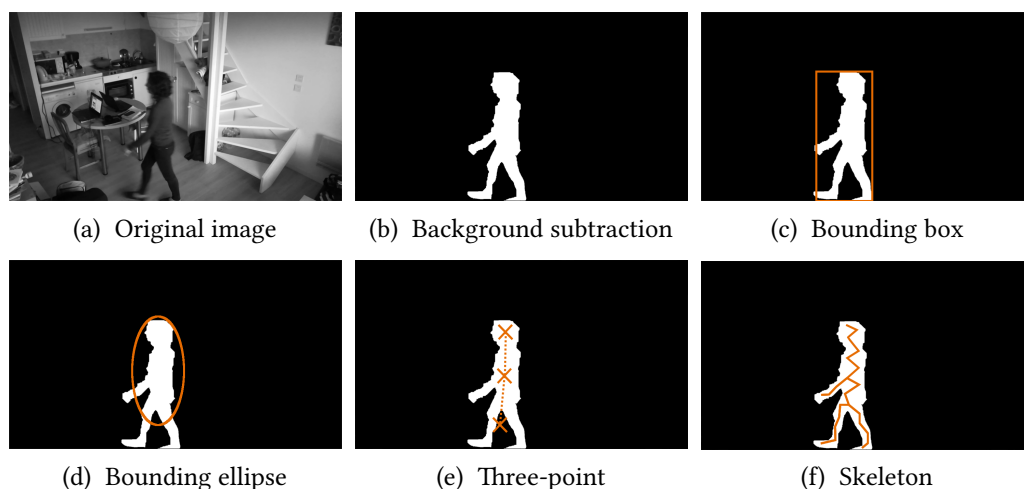 (a) Original image
(b) Background subtraction
(c) Bounding box
(d) Bounding ellipse
(e) Three-point
(f) Skeleton